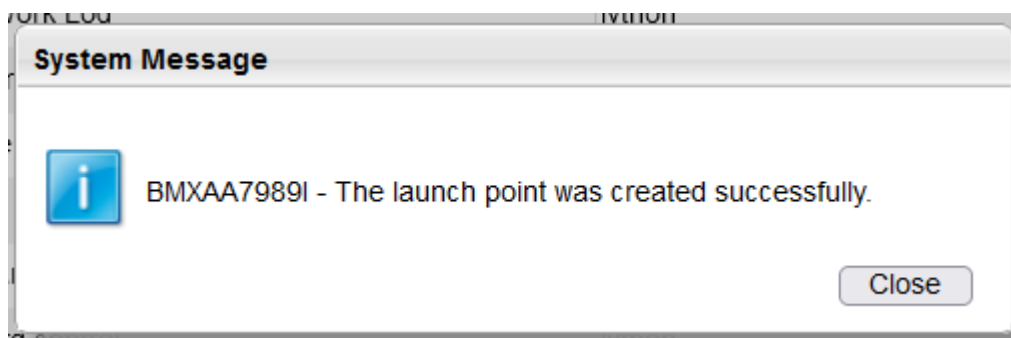 System Message
BMXAA7989I - The launch point was created successfully.
Close